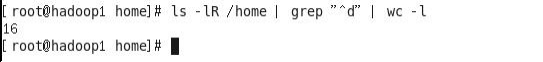 [root@hadoop1 home]# ls -lR /home | grep "^d" | wc -l
16
[root@hadoop1 home]#